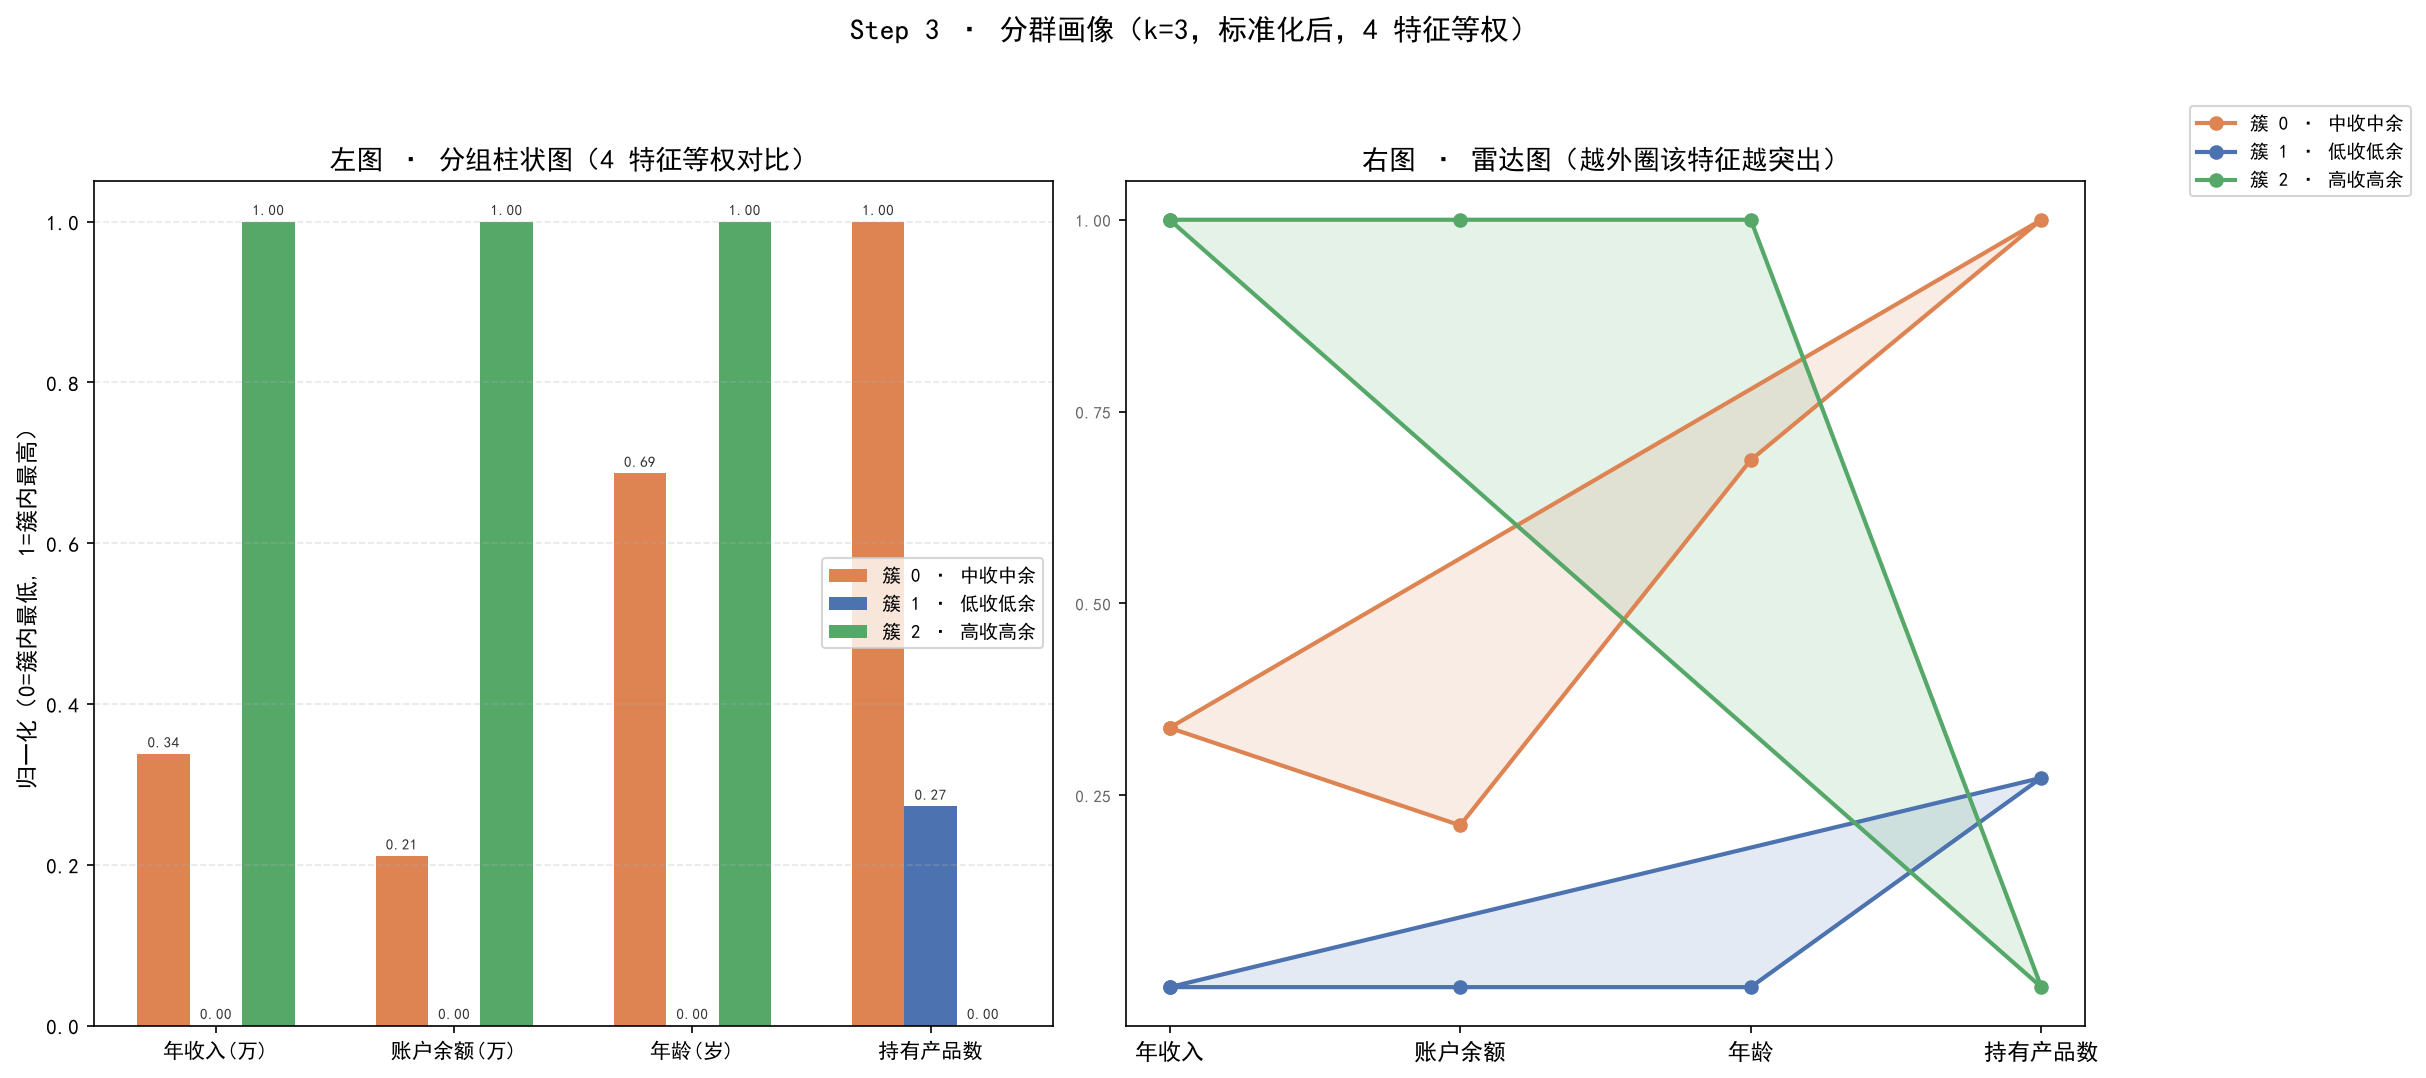 Step 3 · 分群画像（k=3，标准化后，4 特征等权）
左图 · 分组柱状图（4 特征等权对比）
归一化（0=簇内最低，1=簇内最高）
1.0
0.8
0.6
0.4
0.2
0.0
0.34
0.00
1.00
0.21
0.00
1.00
0.69
0.00
1.00
1.00
0.27
0.00
年收入(万)
账户余额(万)
年龄(岁)
持有产品数
簇 0 · 中收中余
簇 1 · 低收低余
簇 2 · 高收高余
右图 · 雷达图（越外圈该特征越突出）
1.00
0.75
0.50
0.25
年收入
账户余额
年龄
持有产品数
簇 0 · 中收中余
簇 1 · 低收低余
簇 2 · 高收高余